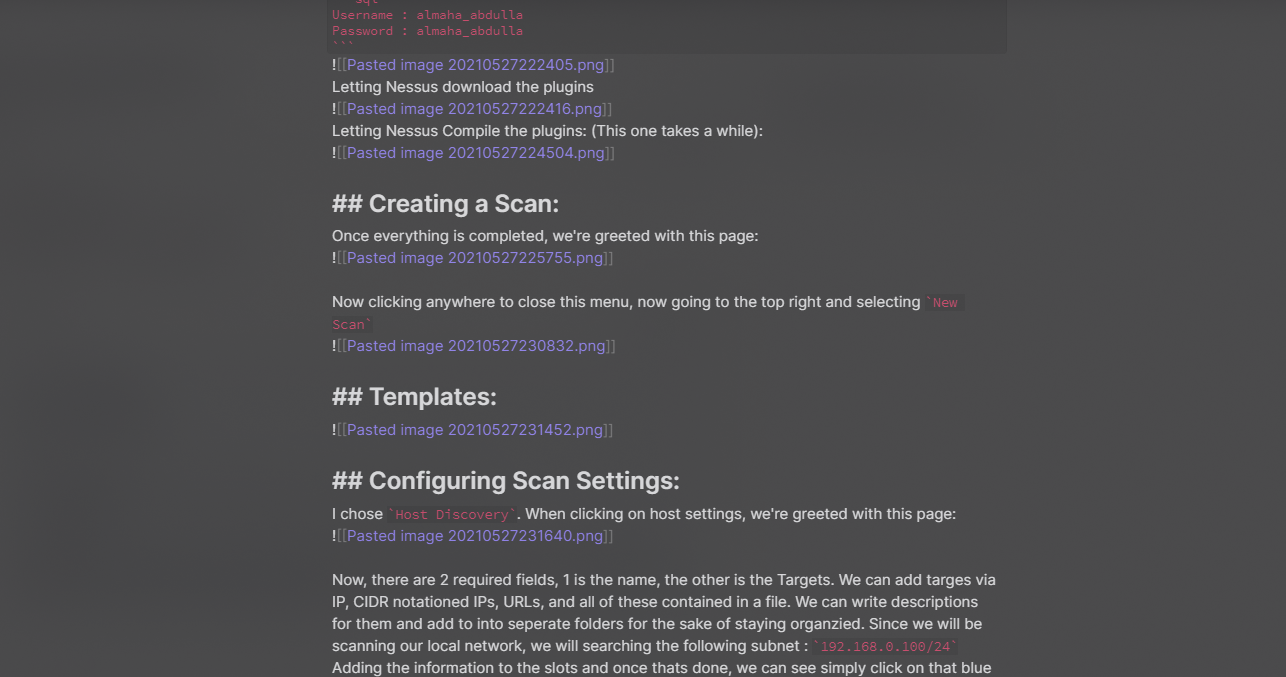 sql
Username : almaha_abdulla
Password : almaha_abdulla
```
![[Pasted image 20210527222405.png]]
Letting Nessus download the plugins
![[Pasted image 20210527222416.png]]
Letting Nessus Compile the plugins: (This one takes a while):
![[Pasted image 20210527224504.png]]
## Creating a Scan:
Once everything is completed, we're greeted with this page:
![[Pasted image 20210527225755.png]]
Now clicking anywhere to close this menu, now going to the top right and selecting `New
Scan`
![[Pasted image 20210527230832.png]]
## Templates:
![[Pasted image 20210527231452.png]]
## Configuring Scan Settings:
I chose `Host Discovery`. When clicking on host settings, we're greeted with this page:
![[Pasted image 20210527231640.png]]
Now, there are 2 required fields, 1 is the name, the other is the Targets. We can add targes via
IP, CIDR notationed IPs, URLs, and all of these contained in a file. We can write descriptions
for them and add to into seperate folders for the sake of staying organzied. Since we will be
scanning our local network, we will searching the following subnet : `192.168.0.100/24`
Adding the information to the slots and once thats done, we can see simply click on that blue